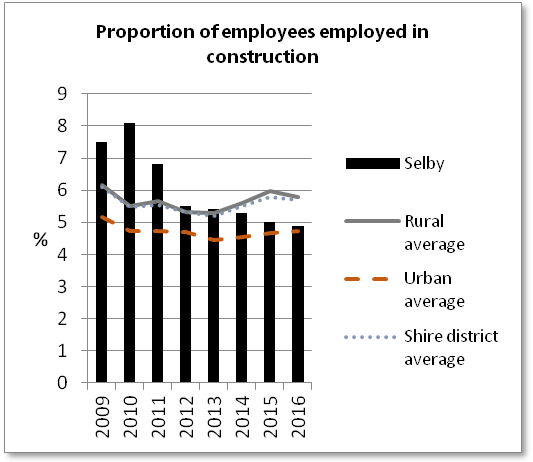 Proportion of employees employed in
construction
9
8
7
6
5
4
3
2
1
0
%
2009
2010
2011
2012
2013
2014
2015
2016
Selby
Rural
average
Urban
average
Shire district
average